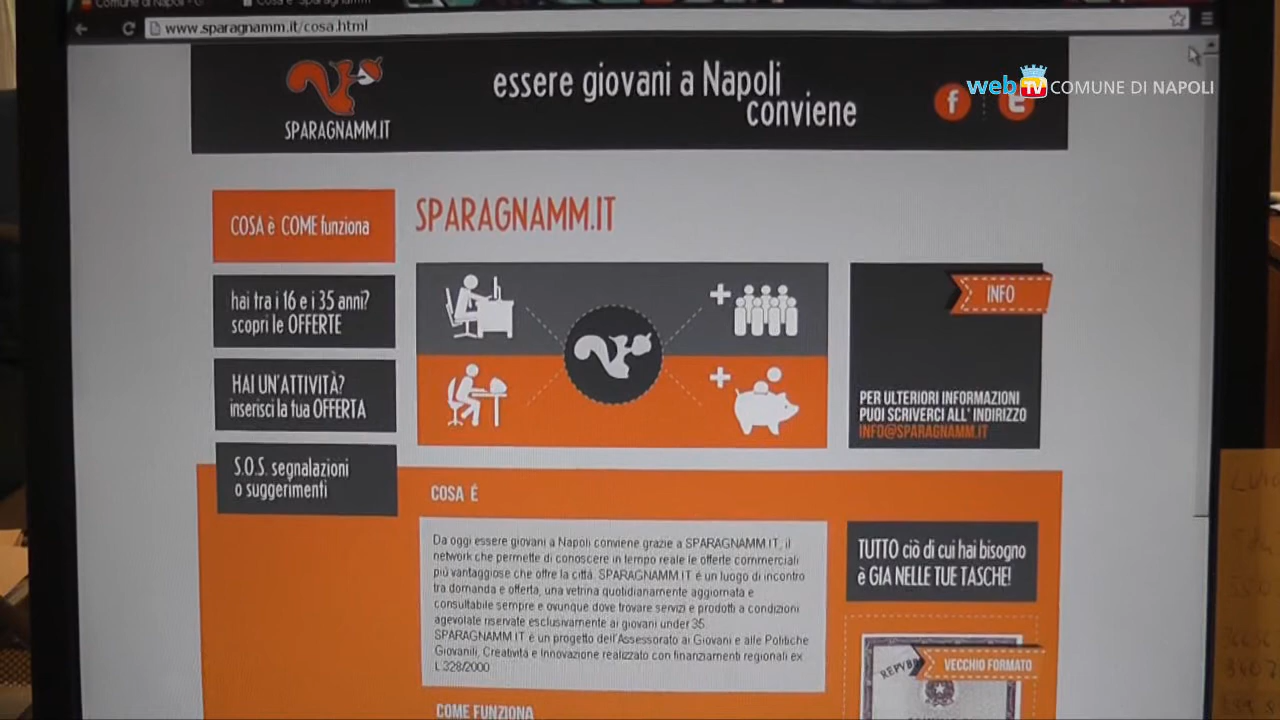 www.sparagnamm.it/cosa.html
SPARAGNAMM.IT
essere giovani a Napoli
conviene
f
t
web TV COMUNE DI NAPOLI
COSA è COME funziona
hai tra i 16 e i 35 anni?
scopri le OFFERTE
HAI UN'ATTIVITÀ?
inserisci la tua OFFERTA
S.O.S. segnalazioni
o suggerimenti
SPARAGNAMM.IT
INFO
PER ULTERIORI INFORMAZIONI
PUOI SCRIVERCI ALL' INDIRIZZO
INFO@SPARAGNAMM.IT
COSA É
Da oggi essere giovani a Napoli conviene grazie a SPARAGNAMM.IT, il
network che permette di conoscere in tempo reale le offerte commerciali
più vantaggiose che offre la città. SPARAGNAMM.IT é un luogo di incontro
tra domanda e offerta, una vetrina quotidianamente aggiornata e
consultabile sempre e ovunque dove trovare servizi e prodotti a condizioni
agevolate riservate esclusivamente ai giovani under 35.
SPARAGNAMM.IT é un progetto dell'Assessorato ai Giovani e alle Politiche
Giovanili, Creatività e Innovazione realizzato con finanziamenti regionali ex
L.328/2000
COME FUNZIONA
TUTTO ciò di cui hai bisogno
è GIA NELLE TUE TASCHE!
VECCHIO FORMATO